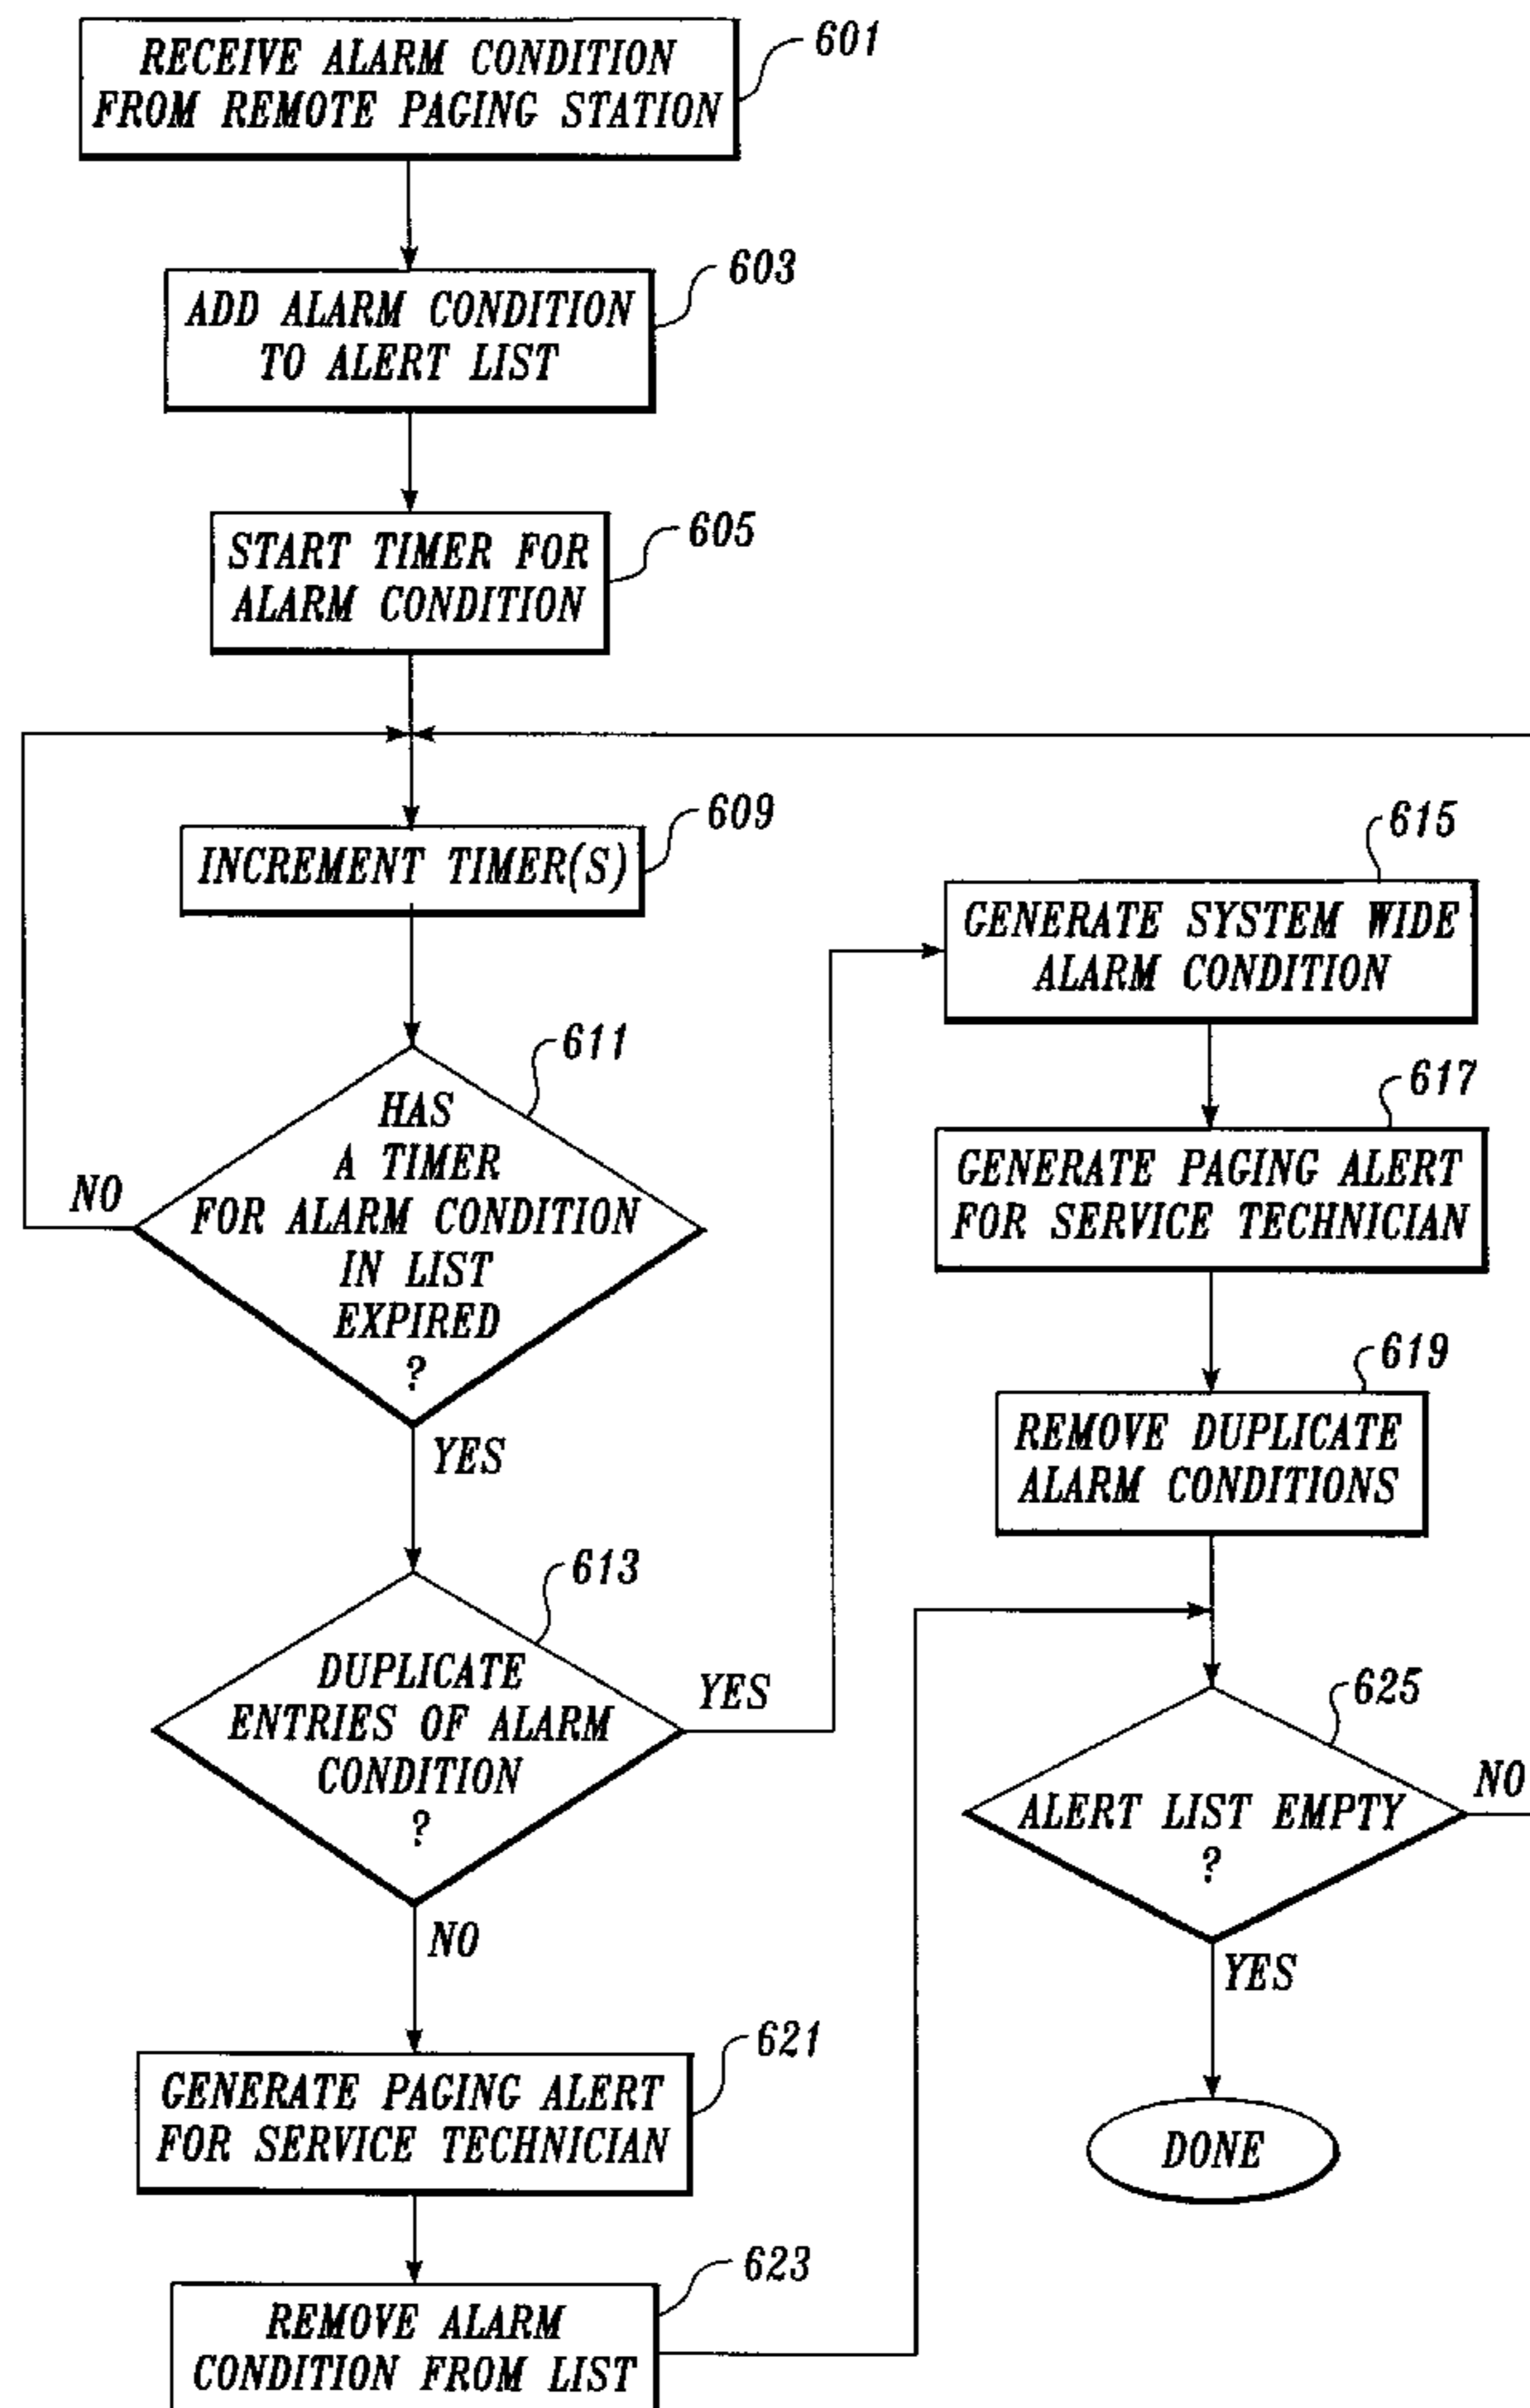 RECEIVE ALARM CONDITION
FROM REMOTE PAGING STATION
601
ADD ALARM CONDITION
TO ALERT LIST
603
START TIMER FOR
ALARM CONDITION
605
INCREMENT TIMER(S)
609
HAS
A TIMER
FOR ALARM CONDITION
IN LIST
EXPIRED
?
611
NO
YES
DUPLICATE
ENTRIES OF ALARM
CONDITION
?
613
YES
NO
GENERATE PAGING ALERT
FOR SERVICE TECHNICIAN
621
REMOVE ALARM
CONDITION FROM LIST
623
GENERATE SYSTEM WIDE
ALARM CONDITION
615
GENERATE PAGING ALERT
FOR SERVICE TECHNICIAN
617
REMOVE DUPLICATE
ALARM CONDITIONS
619
ALERT LIST EMPTY
?
625
NO
YES
DONE